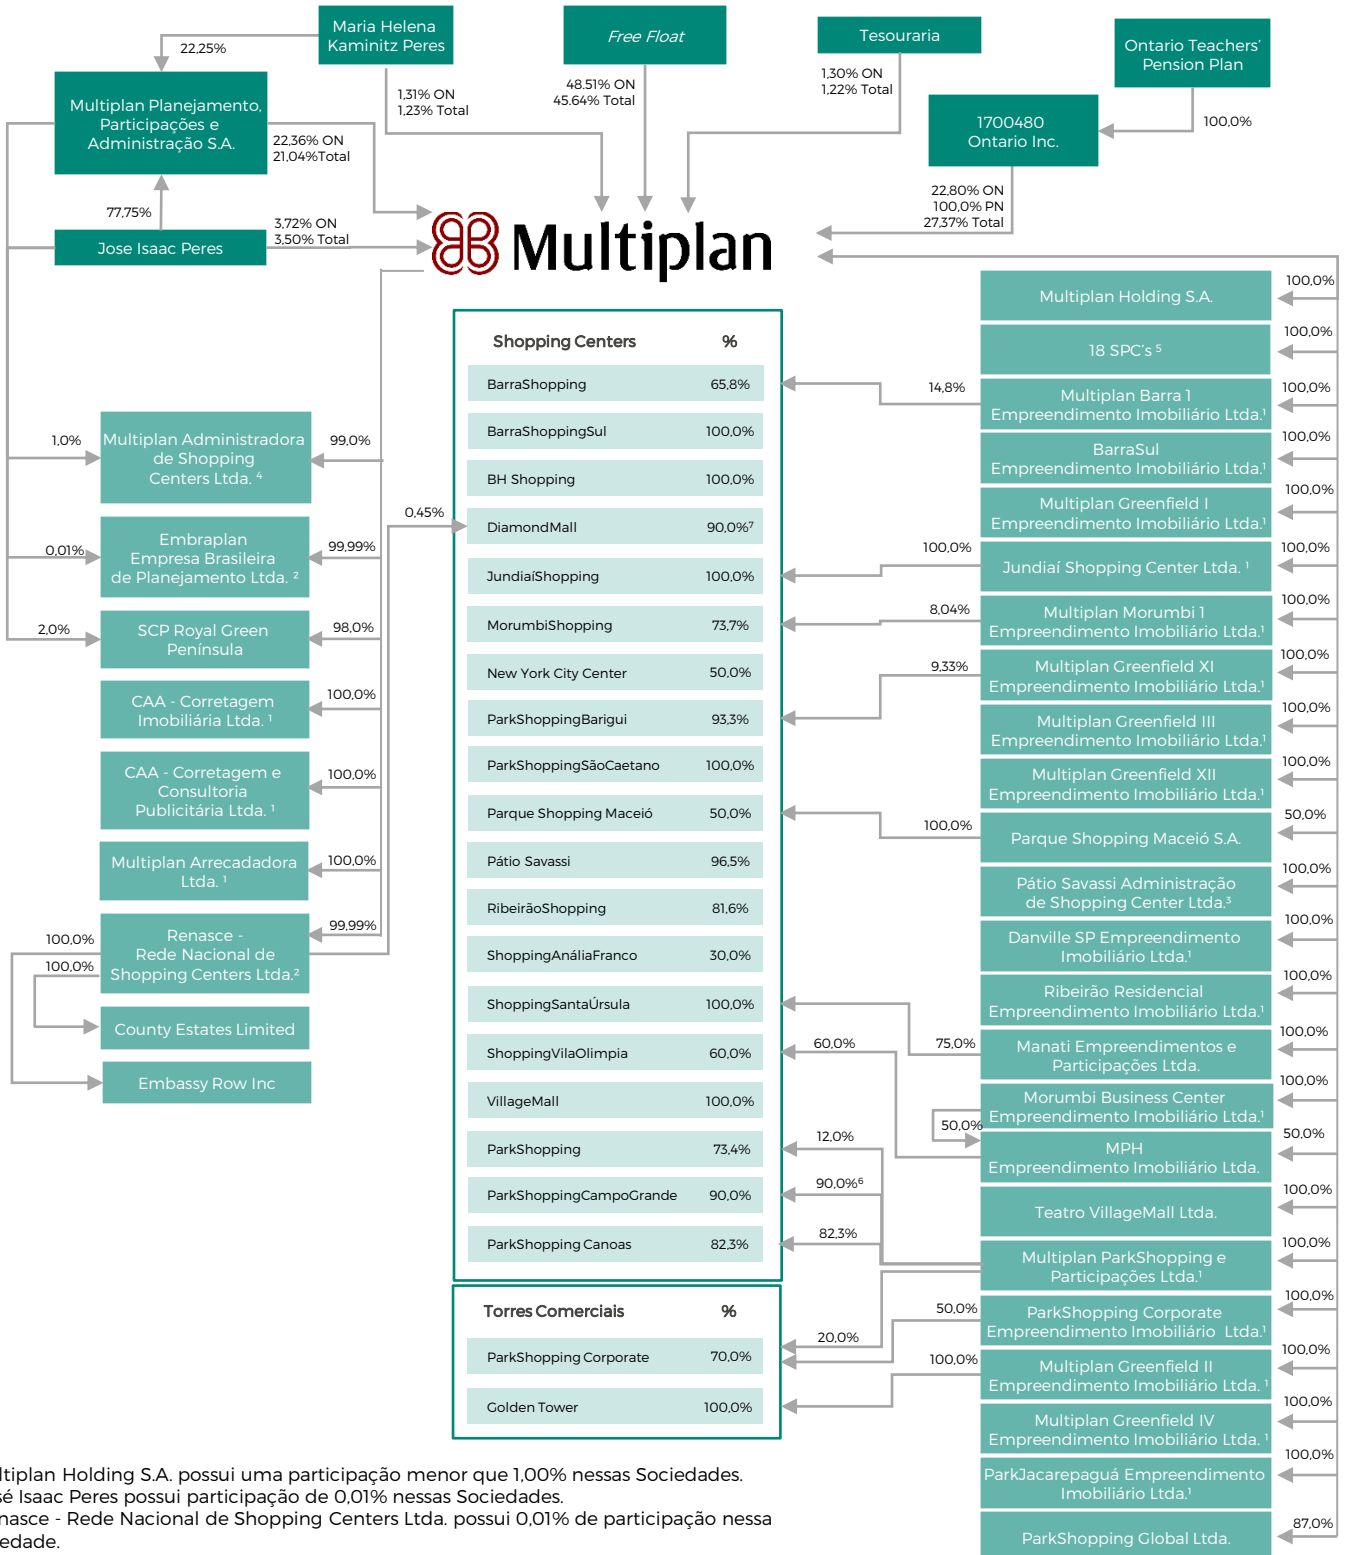 Maria Helena
Kaminitz Peres
Free Float
Tesouraria
Ontario Teachers'
Pension Plan
22,25%
1,31% ON
1,23% Total
48.51% ON
45.64% Total
1,30% ON
1,22% Total
100,0%
Multiplan Planejamento,
Participações e
Administração S.A.
22,36% ON
21,04%Total
1700480
Ontario Inc.
22,80% ON
100,0% PN
27,37% Total
77,75%
Jose Isaac Peres
3,72% ON
3,50% Total
Multiplan
1,0%
Multiplan Administradora
de Shopping
Centers Ltda. ⁴
99,0%
0,01%
Embraplan
Empresa Brasileira
de Planejamento Ltda. ²
99,99%
2,0%
SCP Royal Green
Península
98,0%
CAA - Corretagem
Imobiliária Ltda. ¹
100,0%
CAA - Corretagem e
Consultoria
Publicitária Ltda. ¹
100,0%
Multiplan Arrecadadora
Ltda. ¹
100,0%
Renasce -
Rede Nacional de
Shopping Centers Ltda.²
99,99%
100,0%
100,0%
County Estates Limited
Embassy Row Inc
0,45%
Shopping Centers %
BarraShopping 65,8%
BarraShoppingSul 100,0%
BH Shopping 100,0%
DiamondMall 90,0%⁷
JundiaíShopping 100,0%
MorumbiShopping 73,7%
New York City Center 50,0%
ParkShoppingBarigui 93,3%
ParkShoppingSãoCaetano 100,0%
Parque Shopping Maceió 50,0%
Pátio Savassi 96,5%
RibeirãoShopping 81,6%
ShoppingAnáliaFranco 30,0%
ShoppingSantaÚrsula 100,0%
ShoppingVilaOlimpia 60,0%
VillageMall 100,0%
ParkShopping 73,4%
ParkShoppingCampoGrande 90,0%
ParkShopping Canoas 82,3%
Torres Comerciais %
ParkShopping Corporate 70,0%
Golden Tower 100,0%
14,8%
100,0%
8,04%
9,33%
100,0%
75,0%
60,0%
50,0%
12,0%
90,0%⁶
82,3%
20,0%
50,0%
100,0%
Multiplan Holding S.A.
100,0%
18 SPC's ⁵
100,0%
Multiplan Barra 1
Empreendimento Imobiliário Ltda.¹
100,0%
BarraSul
Empreendimento Imobiliário Ltda.¹
100,0%
Multiplan Greenfield I
Empreendimento Imobiliário Ltda.¹
100,0%
Jundiaí Shopping Center Ltda. ¹
100,0%
Multiplan Morumbi 1
Empreendimento Imobiliário Ltda.¹
100,0%
Multiplan Greenfield XI
Empreendimento Imobiliário Ltda.¹
100,0%
Multiplan Greenfield III
Empreendimento Imobiliário Ltda.¹
100,0%
Multiplan Greenfield XII
Empreendimento Imobiliário Ltda.¹
100,0%
Parque Shopping Maceió S.A.
50,0%
Pátio Savassi Administração
de Shopping Center Ltda.³
100,0%
Danville SP Empreendimento
Imobiliário Ltda.¹
100,0%
Ribeirão Residencial
Empreendimento Imobiliário Ltda.¹
100,0%
Manati Empreendimentos e
Participações Ltda.
100,0%
Morumbi Business Center
Empreendimento Imobiliário Ltda.¹
100,0%
MPH
Empreendimento Imobiliário Ltda.
50,0%
Teatro VillageMall Ltda.
100,0%
Multiplan ParkShopping e
Participações Ltda.¹
100,0%
ParkShopping Corporate
Empreendimento Imobiliário Ltda.¹
100,0%
Multiplan Greenfield II
Empreendimento Imobiliário Ltda. ¹
100,0%
Multiplan Greenfield IV
Empreendimento Imobiliário Ltda. ¹
100,0%
ParkJacarepaguá Empreendimento
Imobiliário Ltda.¹
100,0%
ParkShopping Global Ltda.
87,0%
ltiplan Holding S.A. possui uma participação menor que 1,00% nessas Sociedades.
sé Isaac Peres possui participação de 0,01% nessas Sociedades.
nasce - Rede Nacional de Shopping Centers Ltda. possui 0,01% de participação nessa
iedade.